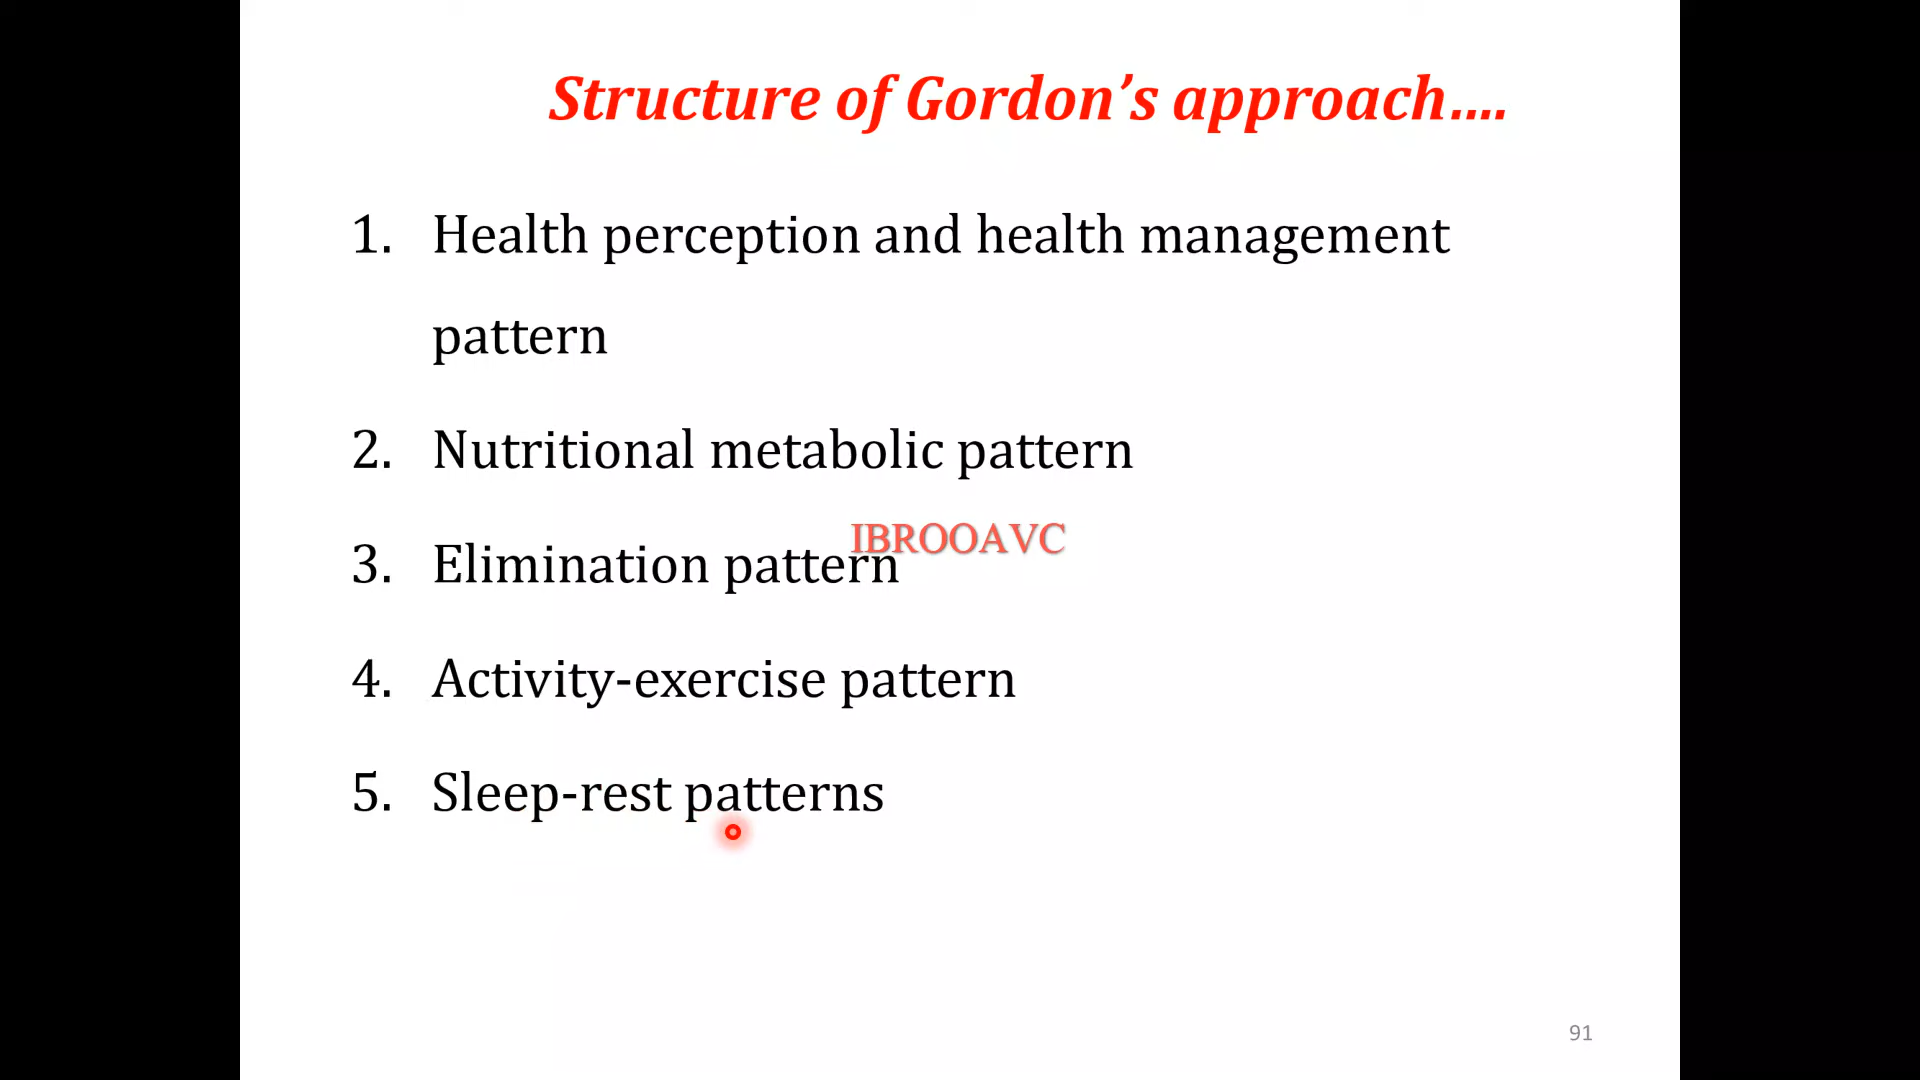 Structure of Gordon’s approach....
1. Health perception and health management
pattern
2. Nutritional metabolic pattern
IBROOAVC
3. Elimination pattern
4. Activity-exercise pattern
5. Sleep-rest patterns
91